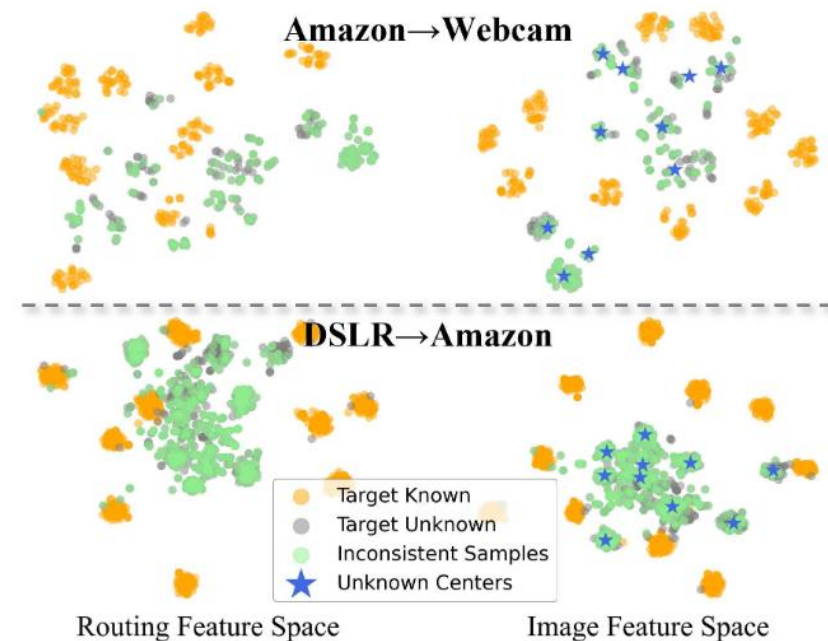 Amazon→Webcam
DSLR→Amazon
Target Known
Target Unknown
Inconsistent Samples
Unknown Centers
Routing Feature Space
Image Feature Space